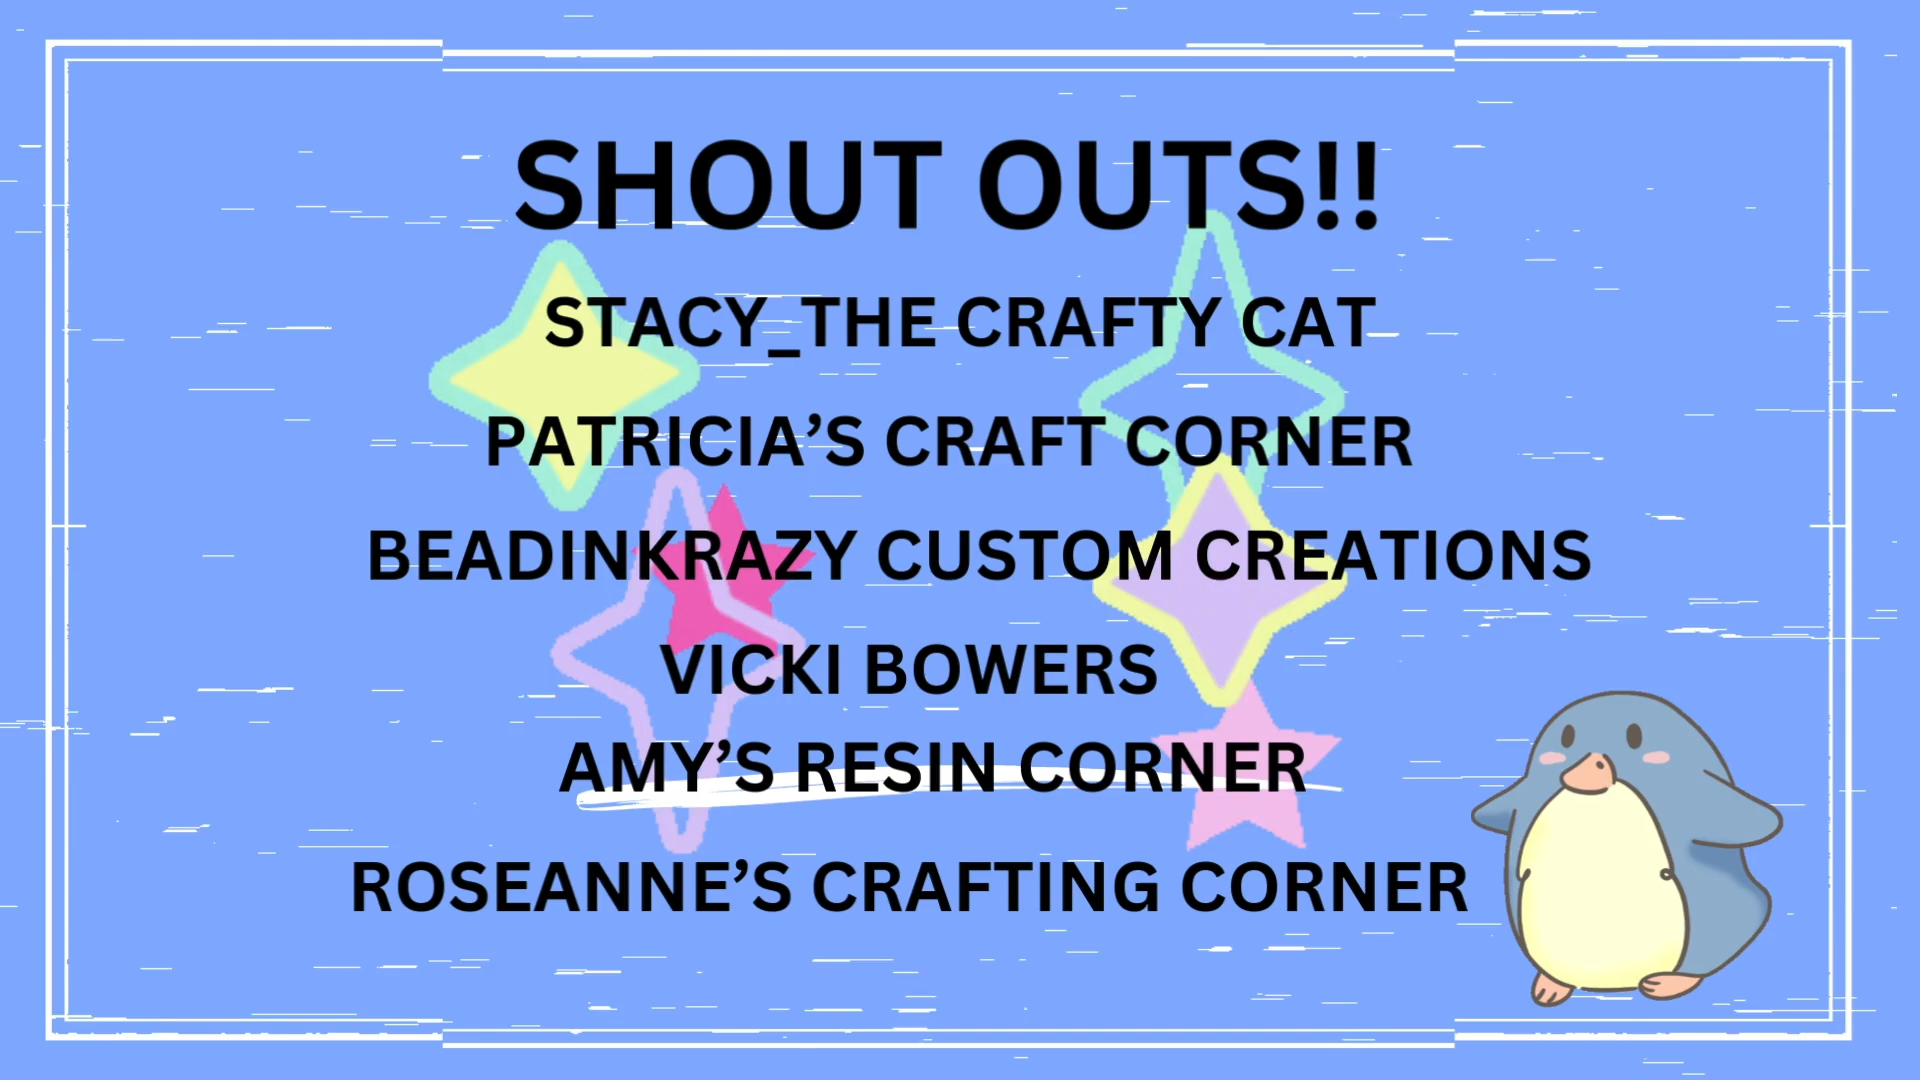 SHOUT OUTS!!
STACY_THE CRAFTY CAT
PATRICIA’S CRAFT CORNER
BEADINKRAZY CUSTOM CREATIONS
VICKI BOWERS
AMY’S RESIN CORNER
ROSEANNE’S CRAFTING CORNER